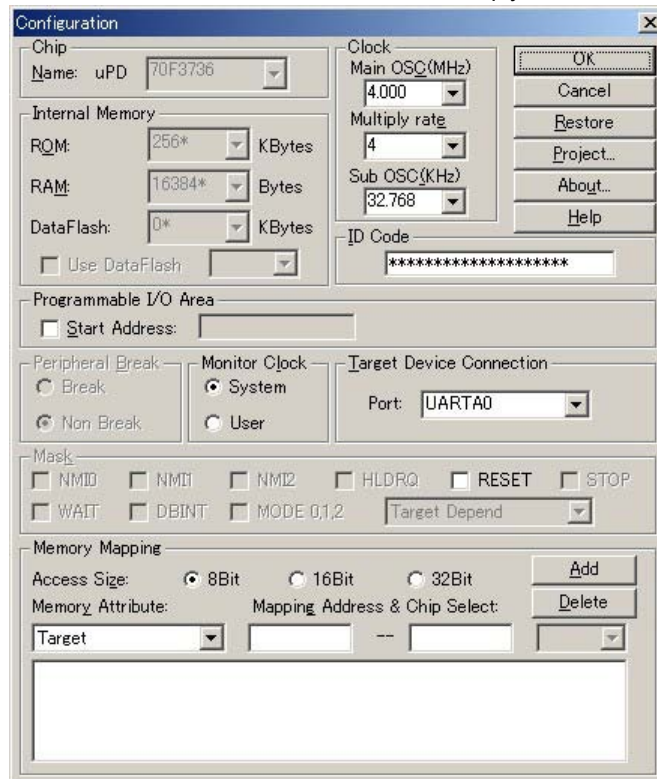 Configuration
Chip
Name: uPD 70F3736
Internal Memory
ROM: 256* KBytes
RAM: 16384* Bytes
DataFlash: 0* KBytes
Use DataFlash
Clock
Main OSC(MHz)
4.000
Multiply rate
4
Sub OSC(KHz)
32.768
OK
Cancel
Restore
Project...
About...
Help
ID Code
********************
Programmable I/O Area
Start Address:
Peripheral Break
Break
Non Break
Monitor Clock
System
User
Target Device Connection
Port: UARTA0
Mask
NMI0 NMI1 NMI2 HLDRQ RESET STOP
WAIT DBINT MODE 0,1,2 Target Depend
Memory Mapping
Access Size: 8Bit 16Bit 32Bit
Add
Memory Attribute: Mapping Address & Chip Select:
Delete
Target --